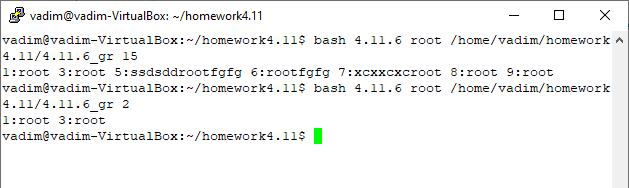 vadim@vadim-VirtualBox: ~/homework4.11
vadim@vadim-VirtualBox:~/homework4.11$ bash 4.11.6 root /home/vadim/homework
4.11/4.11.6_gr 15
1:root 3:root 5:ssdsddrootfgfg 6:rootfgfg 7:xcxxcxcroot 8:root 9:root
vadim@vadim-VirtualBox:~/homework4.11$ bash 4.11.6 root /home/vadim/homework
4.11/4.11.6_gr 2
1:root 3:root
vadim@vadim-VirtualBox:~/homework4.11$